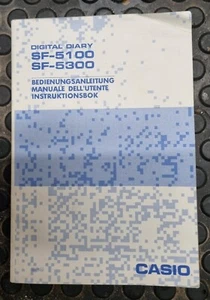 DIGITAL DIARY
SF-5100
SF-5300
BEDIENUNGSANLEITUNG
MANUALE DELL'UTENTE
INSTRUKTIONSBOK
CASIO